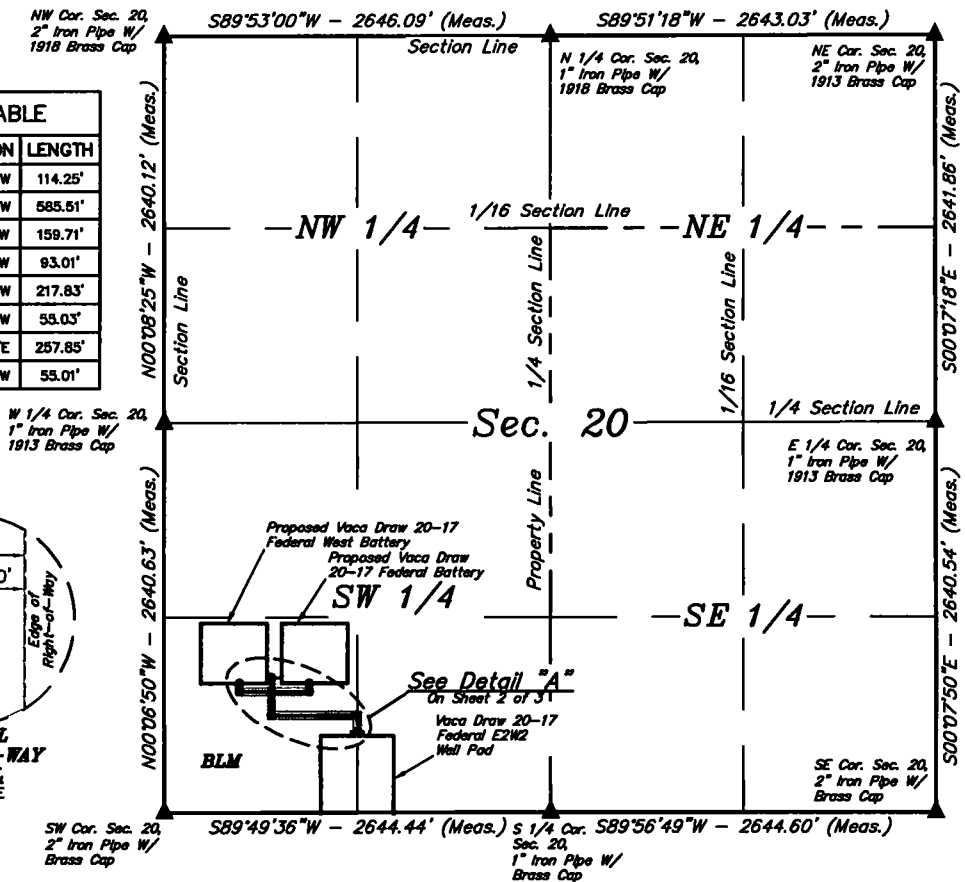 NW Cor. Sec. 20,
2" Iron Pipe W/
1918 Brass Cap
S89°53'00"W - 2646.09' (Meas.)
Section Line
S89°51'18"W - 2643.03' (Meas.)
N 1/4 Cor. Sec. 20,
1" Iron Pipe W/
1918 Brass Cap
NE Cor. Sec. 20,
2" Iron Pipe W/
1913 Brass Cap
ABLE
ON LENGTH
W 114.25'
W 585.51'
W 159.71'
W 93.01'
W 217.83'
W 55.03'
E 257.85'
W 55.01'
N00°08'25"W - 2640.12' (Meas.)
Section Line
NW 1/4
1/16 Section Line
NE 1/4
1/4 Section Line
1/16 Section Line
S00°07'18"E - 2641.86' (Meas.)
W 1/4 Cor. Sec. 20,
1" Iron Pipe W/
1913 Brass Cap
Sec. 20
1/4 Section Line
E 1/4 Cor. Sec. 20,
1" Iron Pipe W/
1913 Brass Cap
0'
Edge of
Right-of-Way
L
-WAY
N00°06'50"W - 2640.63' (Meas.)
Proposed Vaca Draw 20-17
Federal West Battery
Proposed Vaca Draw
20-17 Federal Battery
SW 1/4
Property Line
SE 1/4
S00°07'50"E - 2640.54' (Meas.)
See Detail "A"
On Sheet 2 of 3
Vaca Draw 20-17
Federal E2W2
Well Pad
BLM
SE Cor. Sec. 20,
2" Iron Pipe W/
Brass Cap
SW Cor. Sec. 20,
2" Iron Pipe W/
Brass Cap
S89°49'36"W - 2644.44' (Meas.)
S 1/4 Cor.
Sec. 20,
1" Iron Pipe W/
Brass Cap
S89°56'49"W - 2644.60' (Meas.)